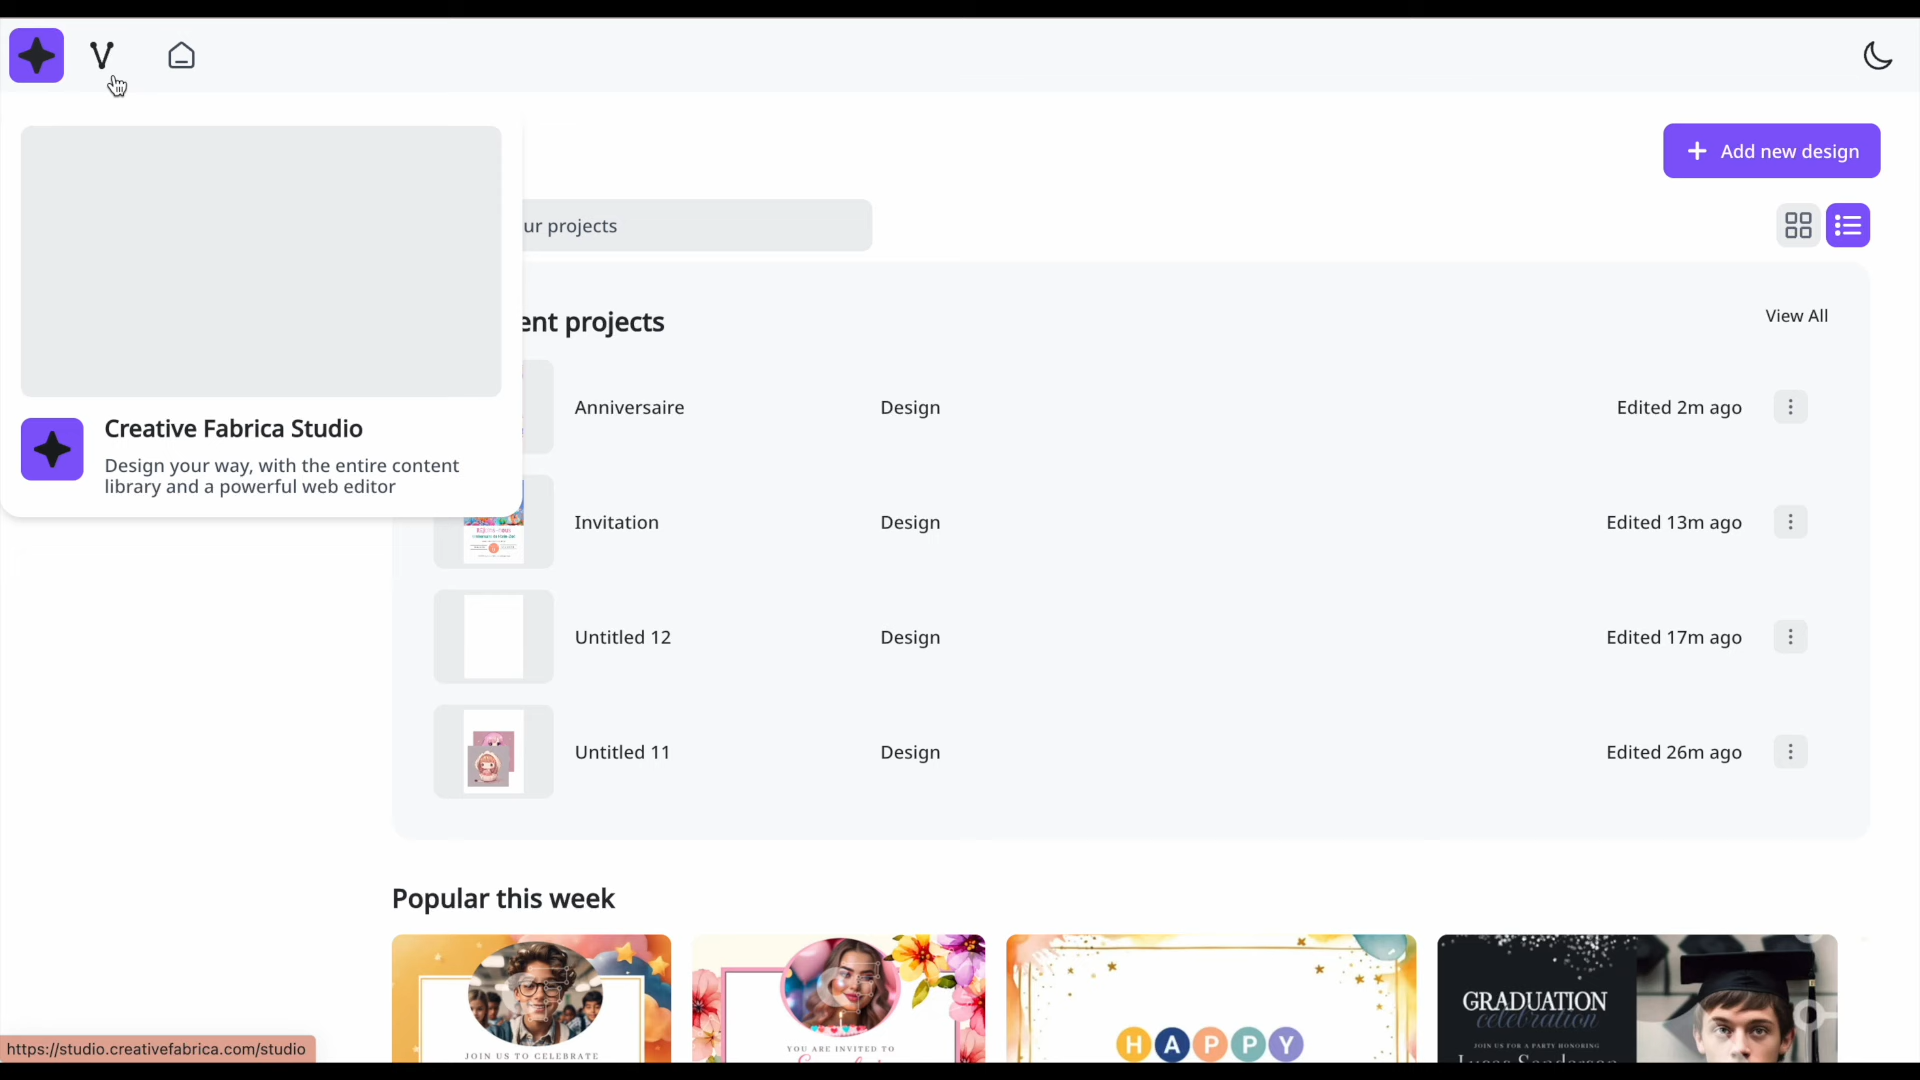 V
Add new design
ur projects
ent projects
View All
Anniversaire
Design
Edited 2m ago
Creative Fabrica Studio
Design your way, with the entire content
library and a powerful web editor
Invitation
Design
Edited 13m ago
Untitled 12
Design
Edited 17m ago
Untitled 11
Design
Edited 26m ago
Popular this week
JOIN US TO CELEBRATE
YOU ARE INVITED TO
HAPPY
GRADUATION
celebration
JOIN US FOR A PARTY HONORING
https://studio.creativefabrica.com/studio